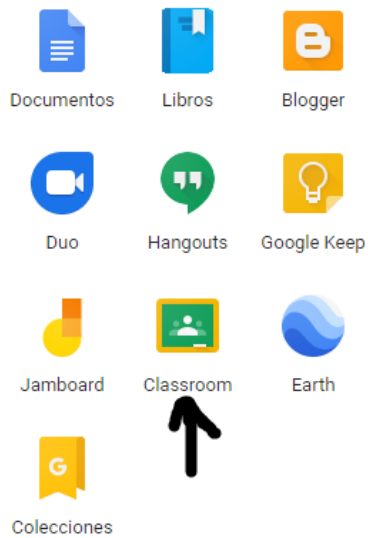 Documentos Libros Blogger
Duo Hangouts Google Keep
Jamboard Classroom Earth
G
Colecciones